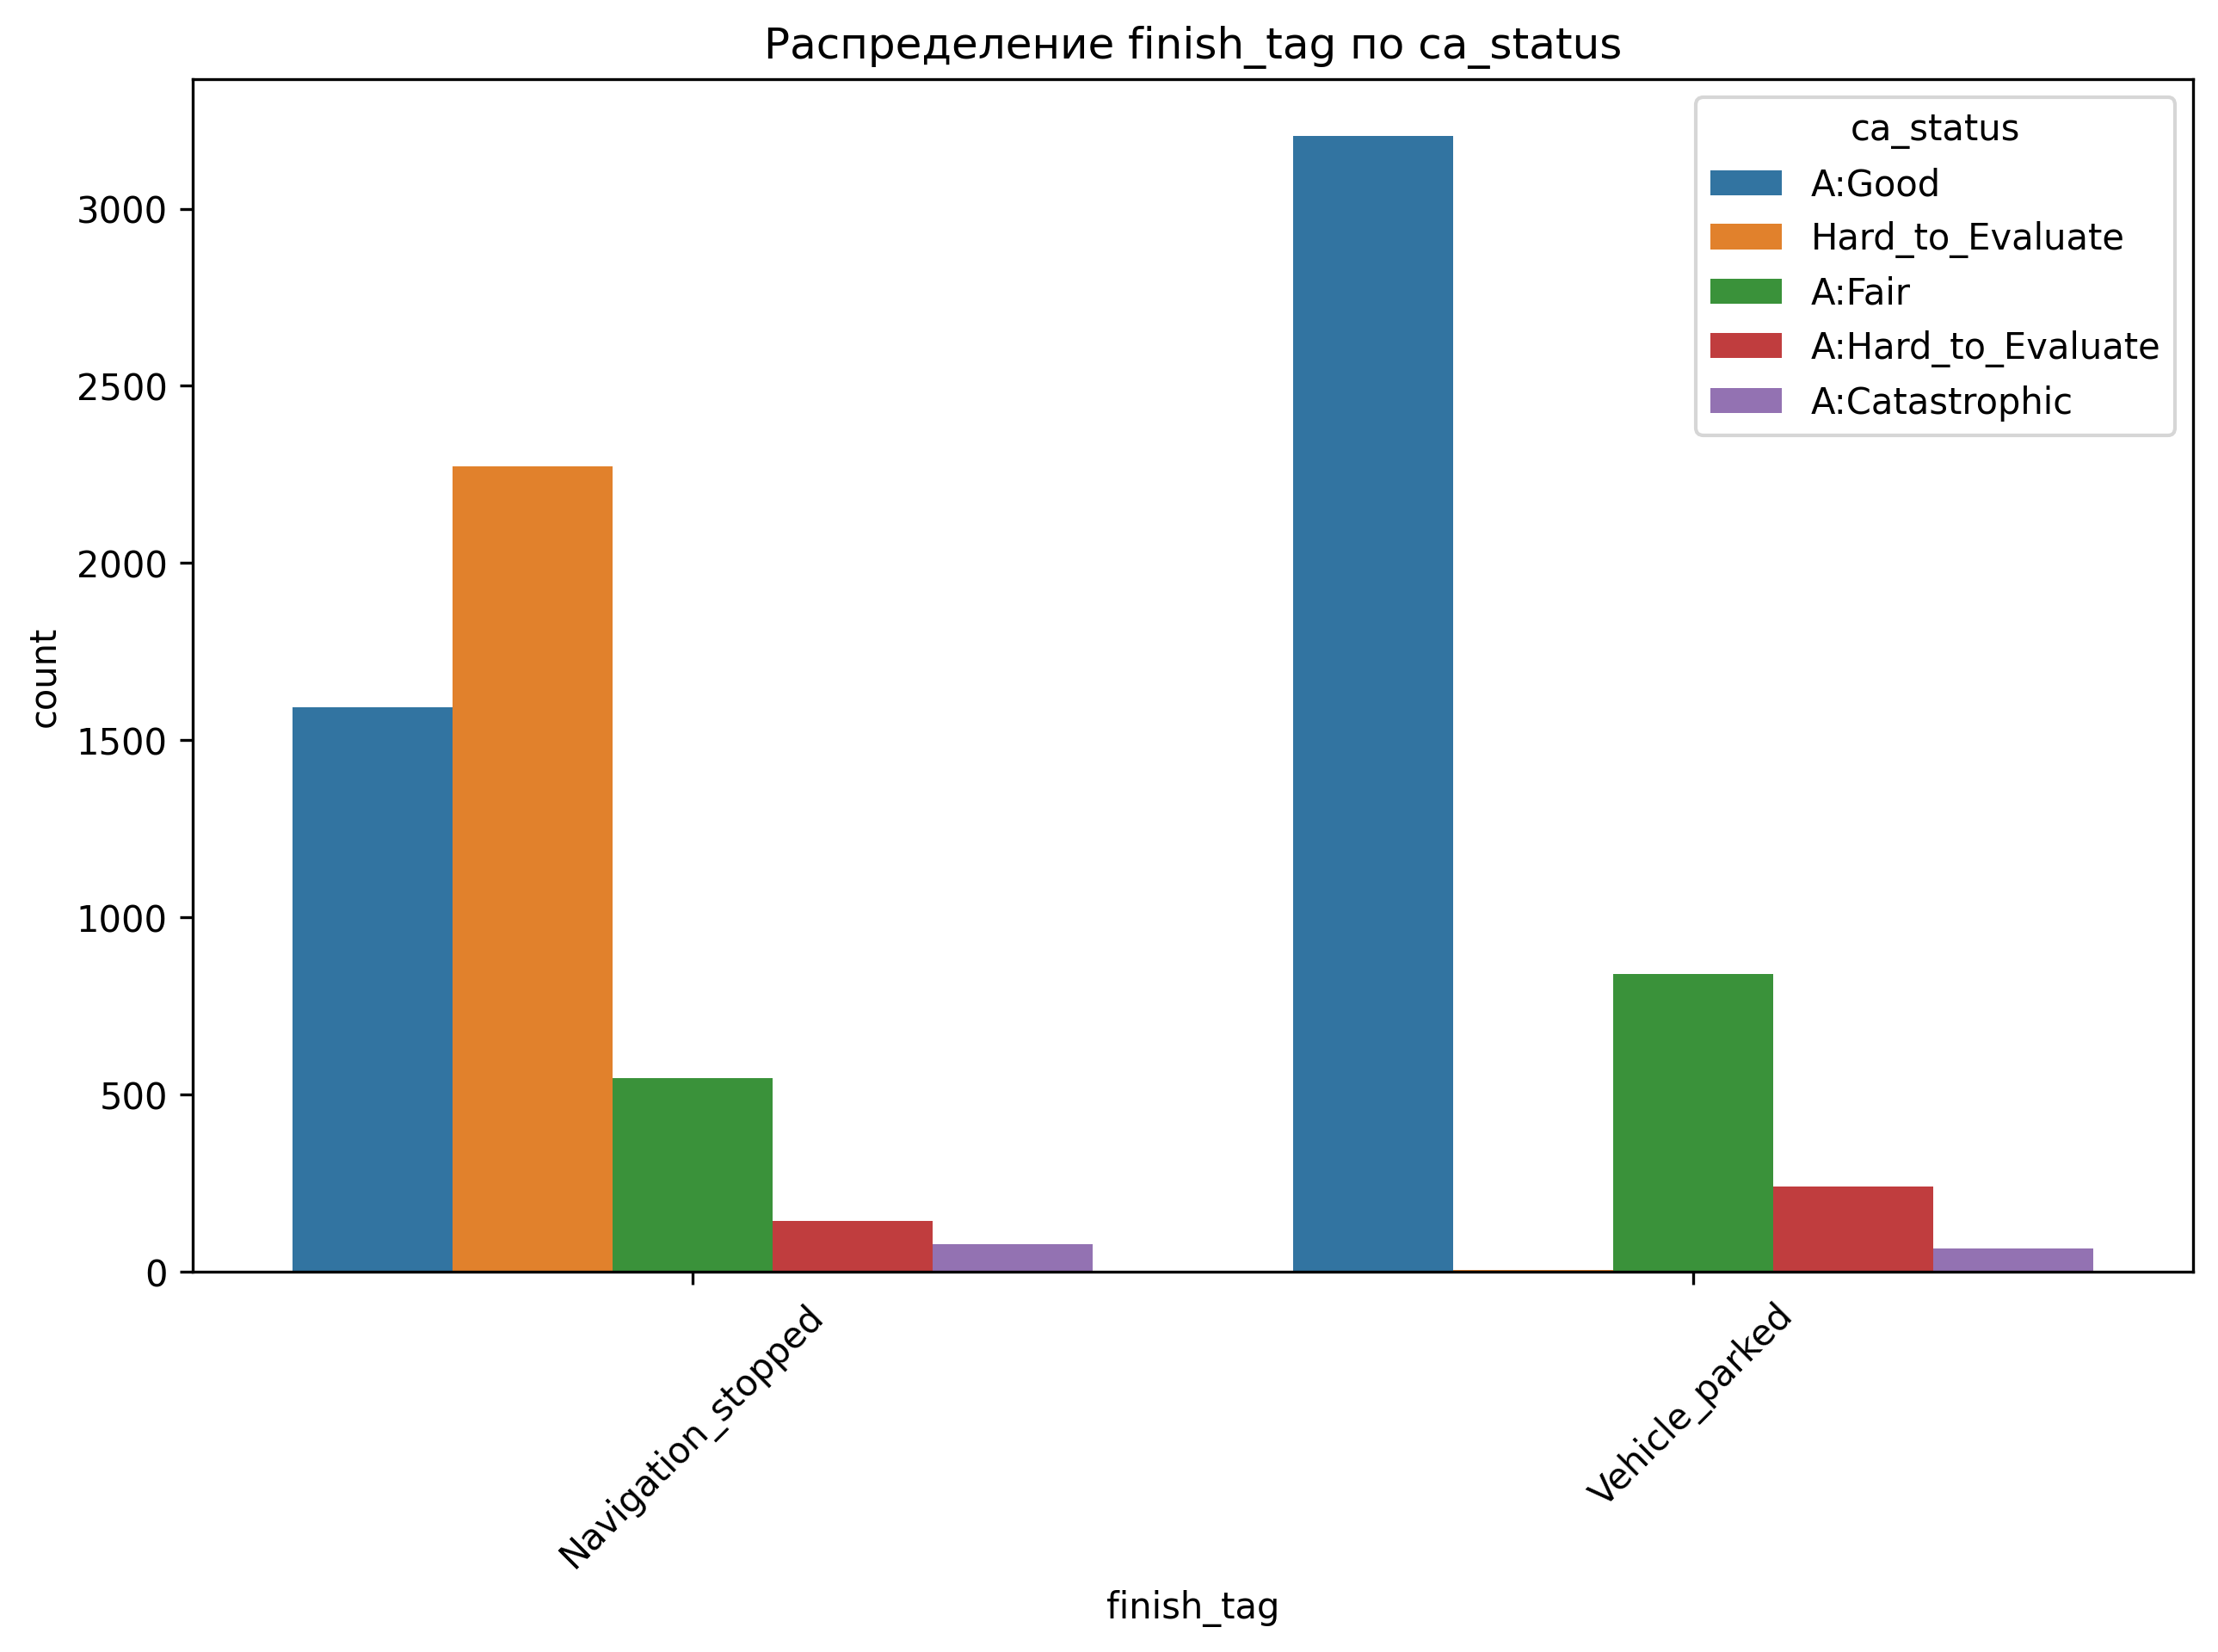 Распределение finish_tag по ca_status
ca_status
A:Good
Hard_to_Evaluate
A:Fair
A:Hard_to_Evaluate
A:Catastrophic
count
3000
2500
2000
1500
1000
500
0
Navigation_stopped
Vehicle_parked
finish_tag